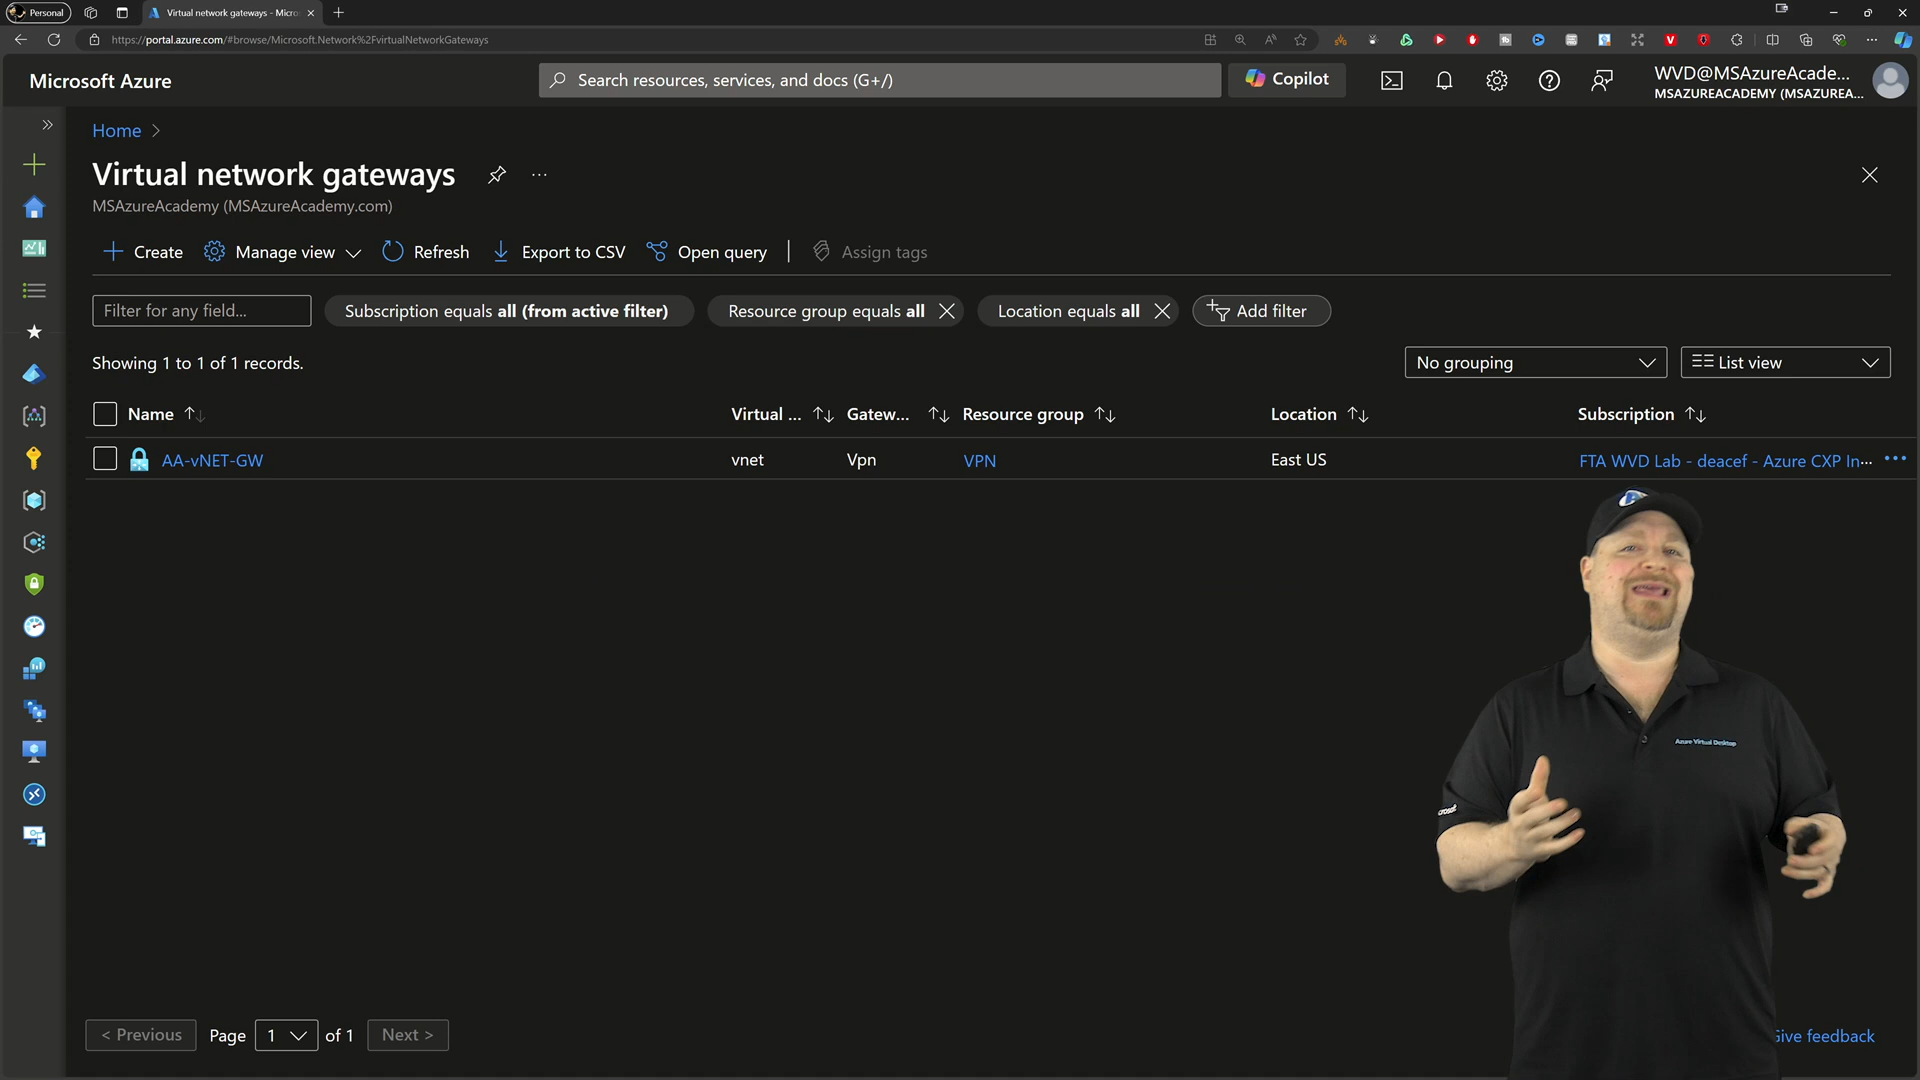 Personal
Virtual network gateways - Micro
https://portal.azure.com/#browse/Microsoft.Network%2FvirtualNetworkGateways
Microsoft Azure
Search resources, services, and docs (G+/)
Copilot
WVD@MSAzureAcade...
MSAZUREACADEMY (MSAZUREA...
Home
Virtual network gateways
MSAzureAcademy (MSAzureAcademy.com)
Create
Manage view
Refresh
Export to CSV
Open query
Assign tags
Filter for any field...
Subscription equals all (from active filter)
Resource group equals all
Location equals all
Add filter
Showing 1 to 1 of 1 records.
No grouping
List view
Name
Virtual ...
Gatew...
Resource group
Location
Subscription
AA-vNET-GW
vnet
Vpn
VPN
East US
FTA WVD Lab - deacef - Azure CXP In...
Azure Virtual Desktop
crosoft
< Previous
Page
1
of 1
Next >
Give feedback